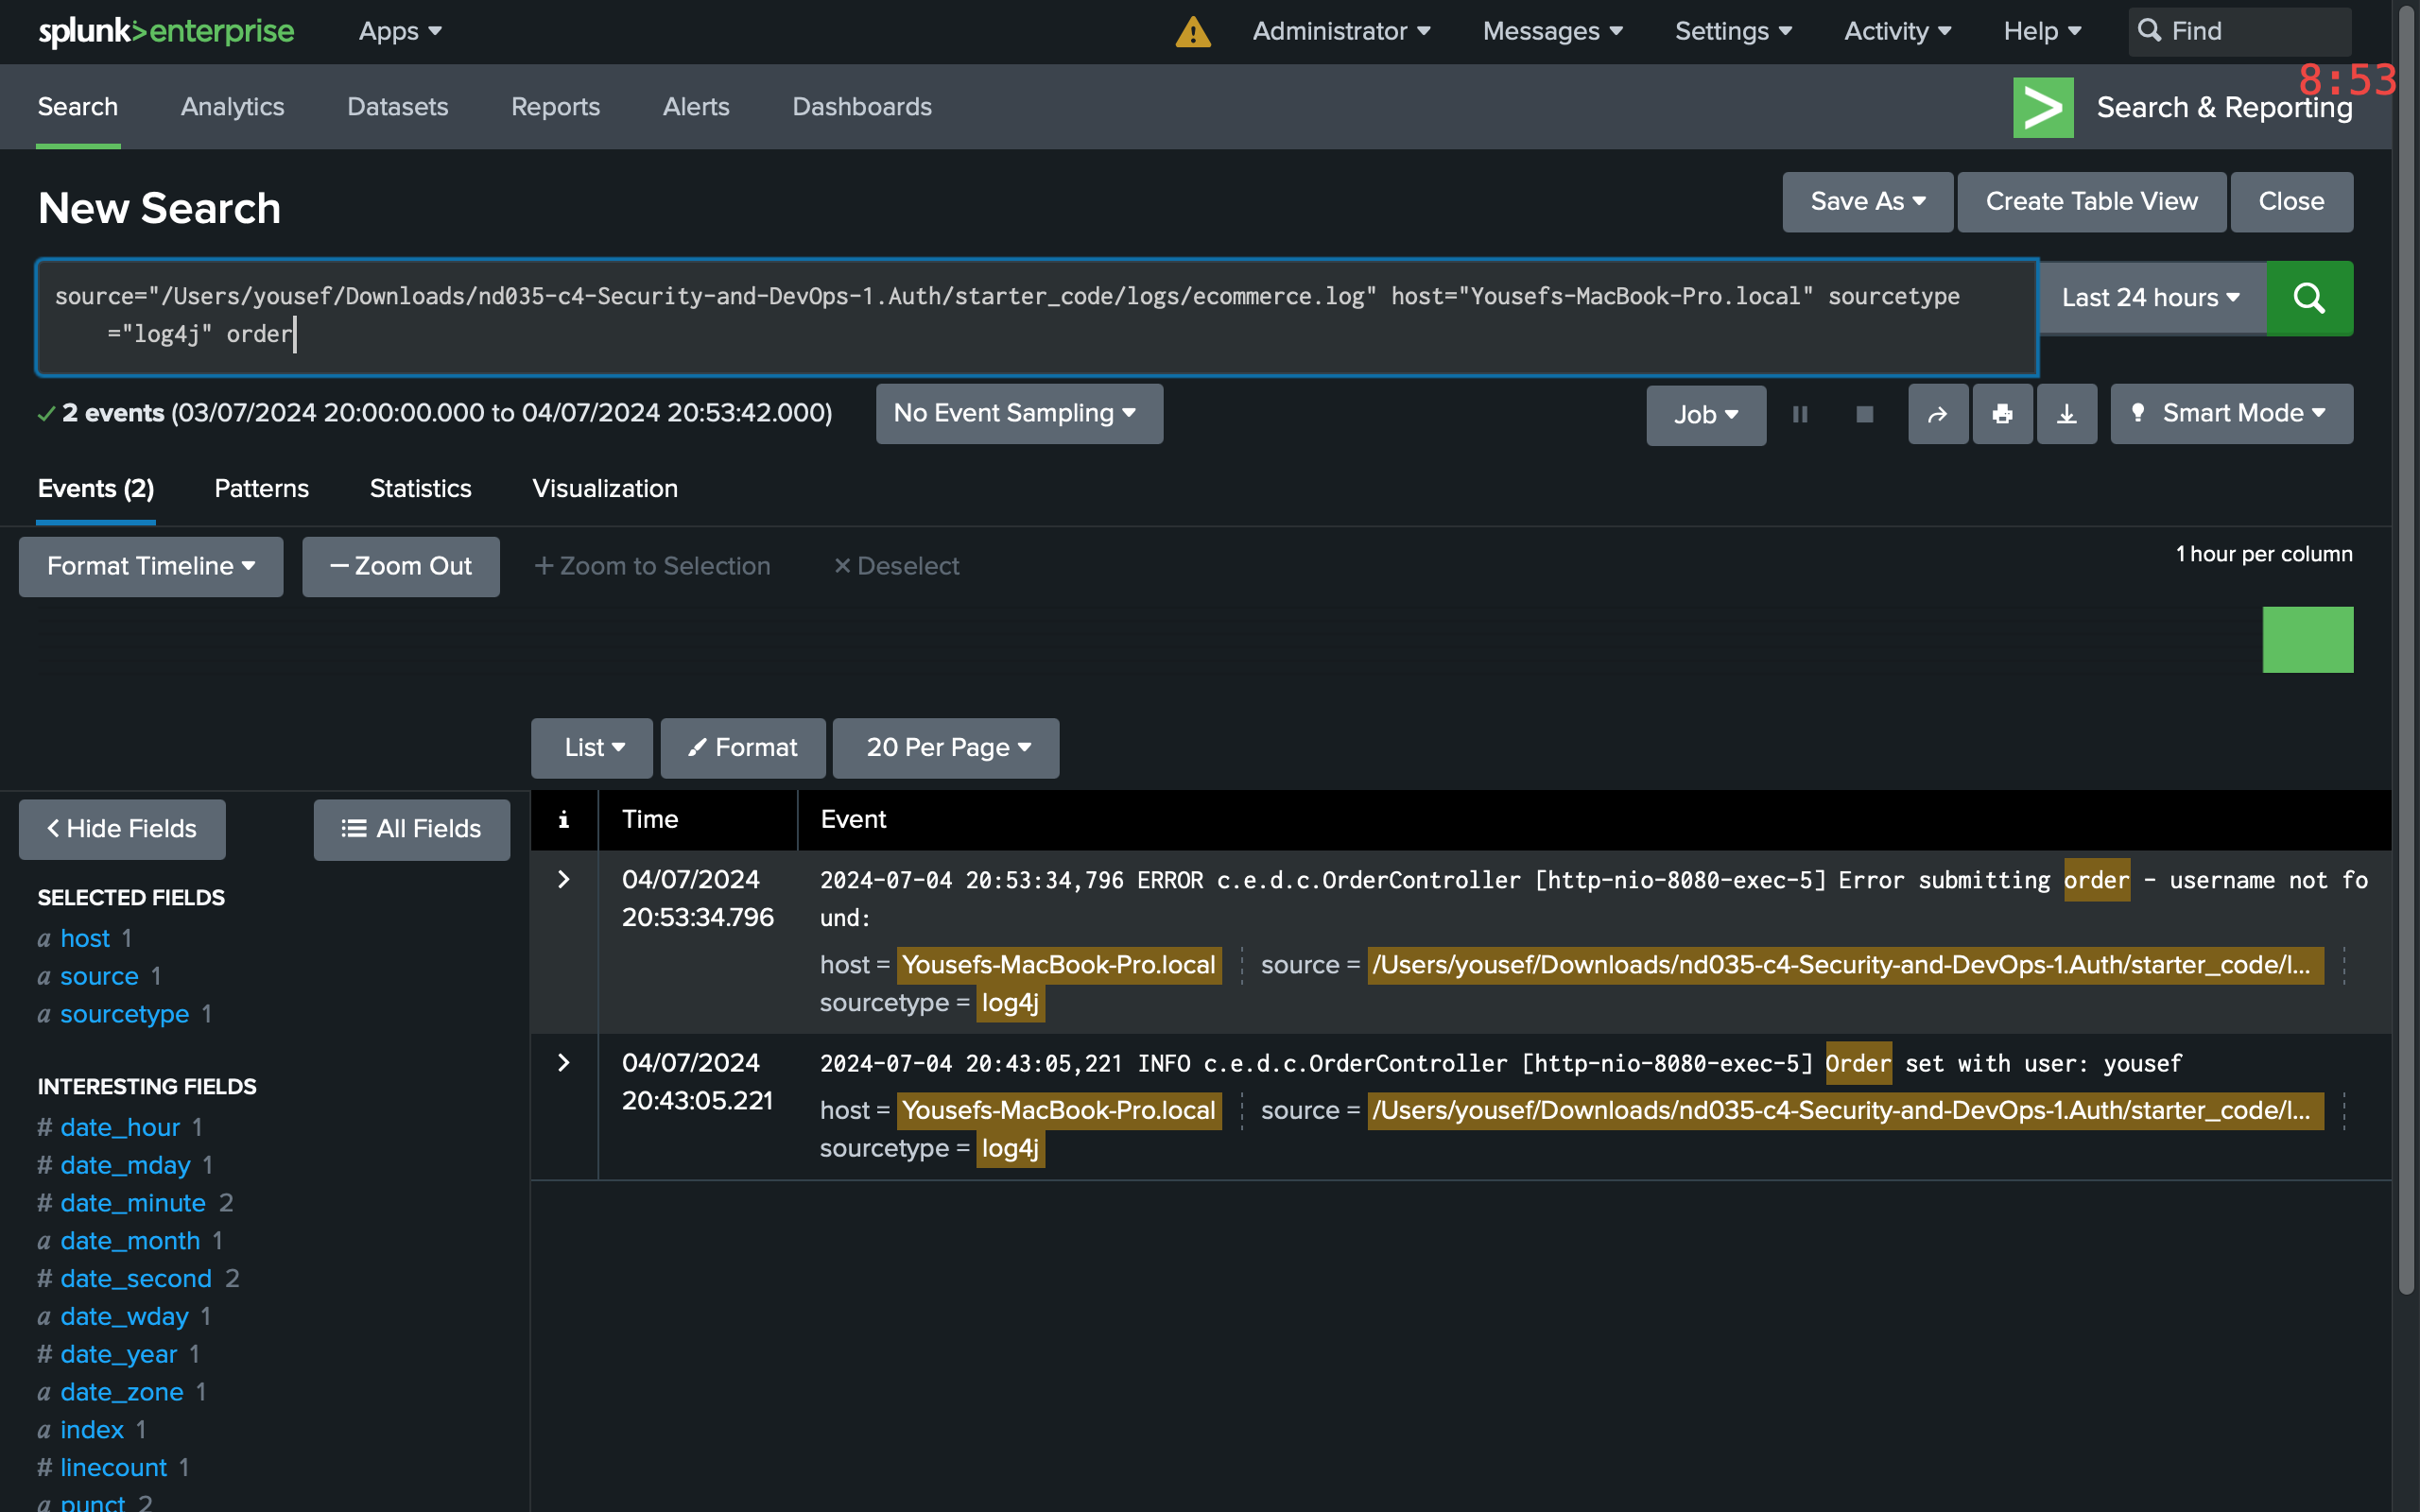 splunk>enterprise Apps Administrator Messages Settings Activity Help Find
8:53
Search Analytics Datasets Reports Alerts Dashboards > Search & Reporting
New Search Save As Create Table View Close
source="/Users/yousef/Downloads/nd035-c4-Security-and-DevOps-1.Auth/starter_code/logs/ecommerce.log" host="Yousefs-MacBook-Pro.local" sourcetype Last 24 hours
="log4j" order
✓ 2 events (03/07/2024 20:00:00.000 to 04/07/2024 20:53:42.000) No Event Sampling Job Smart Mode
Events (2) Patterns Statistics Visualization
Format Timeline — Zoom Out + Zoom to Selection × Deselect 1 hour per column
List Format 20 Per Page
< Hide Fields All Fields
SELECTED FIELDS
a host 1
a source 1
a sourcetype 1
INTERESTING FIELDS
# date_hour 1
# date_mday 1
# date_minute 2
a date_month 1
# date_second 2
a date_wday 1
# date_year 1
a date_zone 1
a index 1
# linecount 1
a punct 2
i Time Event
> 04/07/2024 2024-07-04 20:53:34,796 ERROR c.e.d.c.OrderController [http-nio-8080-exec-5] Error submitting order - username not fo
20:53:34.796 und:
host = Yousefs-MacBook-Pro.local source = /Users/yousef/Downloads/nd035-c4-Security-and-DevOps-1.Auth/starter_code/l...
sourcetype = log4j
> 04/07/2024 2024-07-04 20:43:05,221 INFO c.e.d.c.OrderController [http-nio-8080-exec-5] Order set with user: yousef
20:43:05.221 host = Yousefs-MacBook-Pro.local source = /Users/yousef/Downloads/nd035-c4-Security-and-DevOps-1.Auth/starter_code/l...
sourcetype = log4j